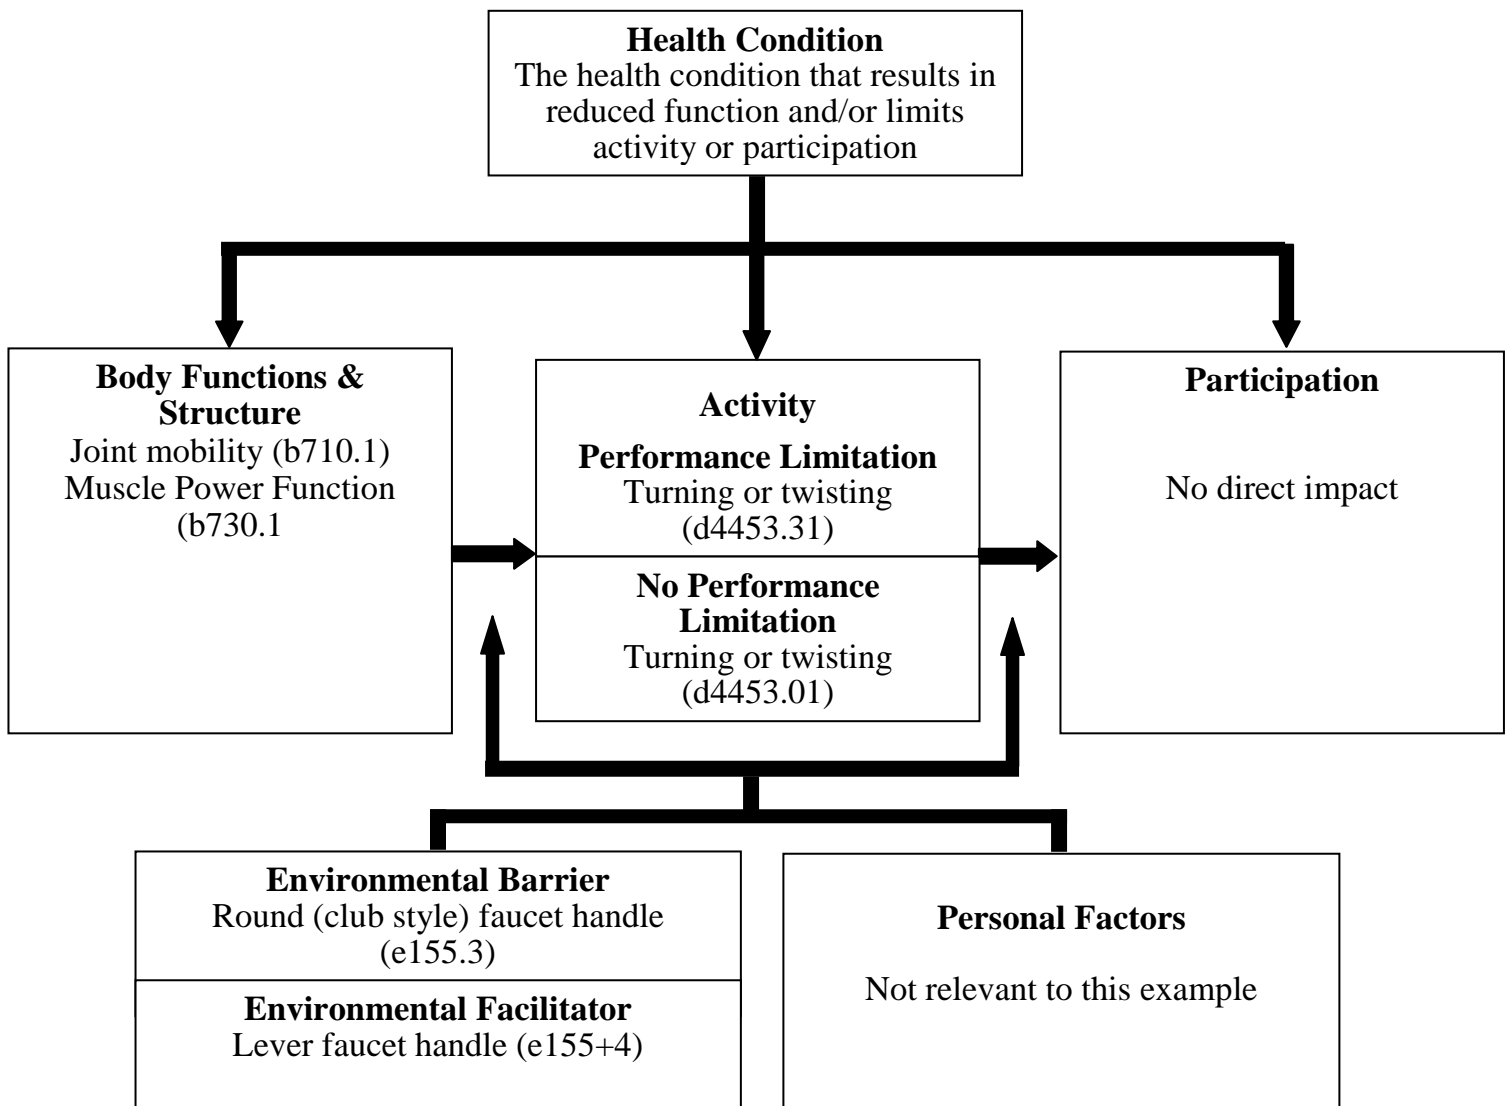 Health Condition
The health condition that results in
reduced function and/or limits
activity or participation
Body Functions &
Structure
Joint mobility (b710.1)
Muscle Power Function
(b730.1
Activity
Performance Limitation
Turning or twisting
(d4453.31)
No Performance
Limitation
Turning or twisting
(d4453.01)
Participation
No direct impact
Environmental Barrier
Round (club style) faucet handle
(e155.3)
Environmental Facilitator
Lever faucet handle (e155+4)
Personal Factors
Not relevant to this example